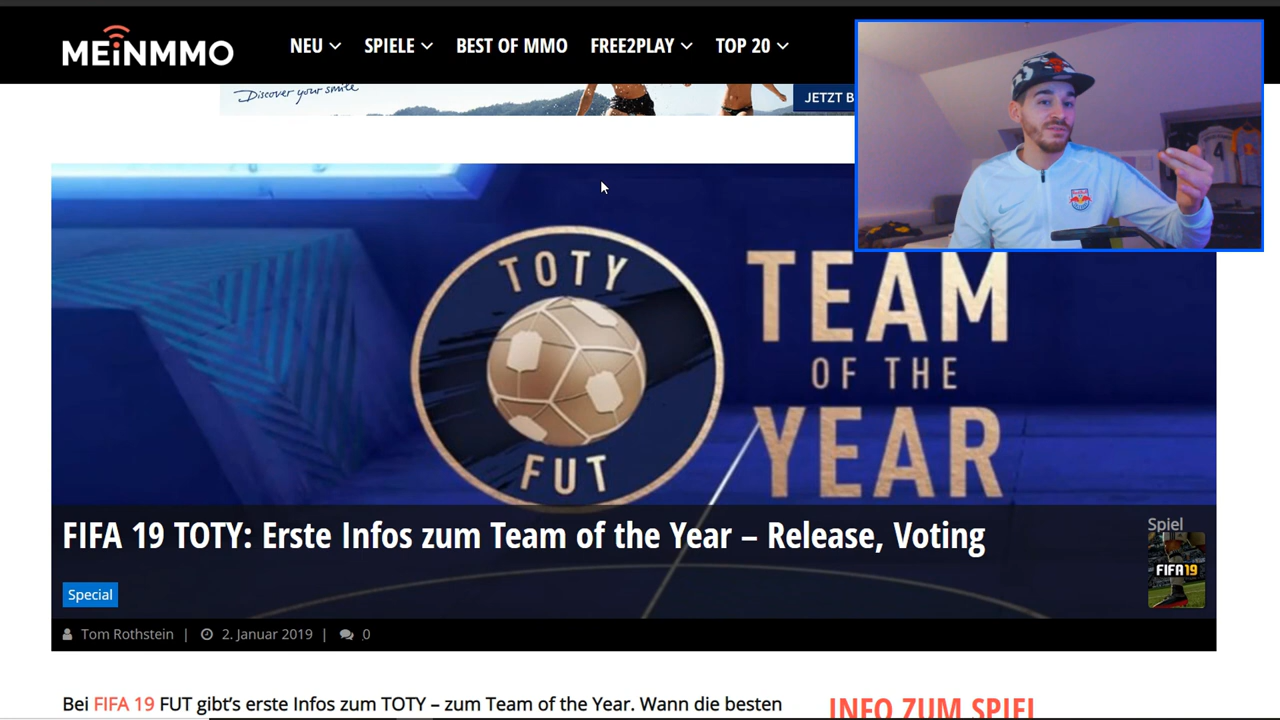 MEiNMMO
NEU
SPIELE
BEST OF MMO
FREE2PLAY
TOP 20
Discover your smile
JETZT B
4
TOTY
FUT
TEAM
OF THE
YEAR
FIFA 19 TOTY: Erste Infos zum Team of the Year – Release, Voting
Spiel
FIFA 19
Special
Tom Rothstein | 2. Januar 2019 | 0
Bei FIFA 19 FUT gibt's erste Infos zum TOTY – zum Team of the Year. Wann die besten
INFO ZUM SPIEL